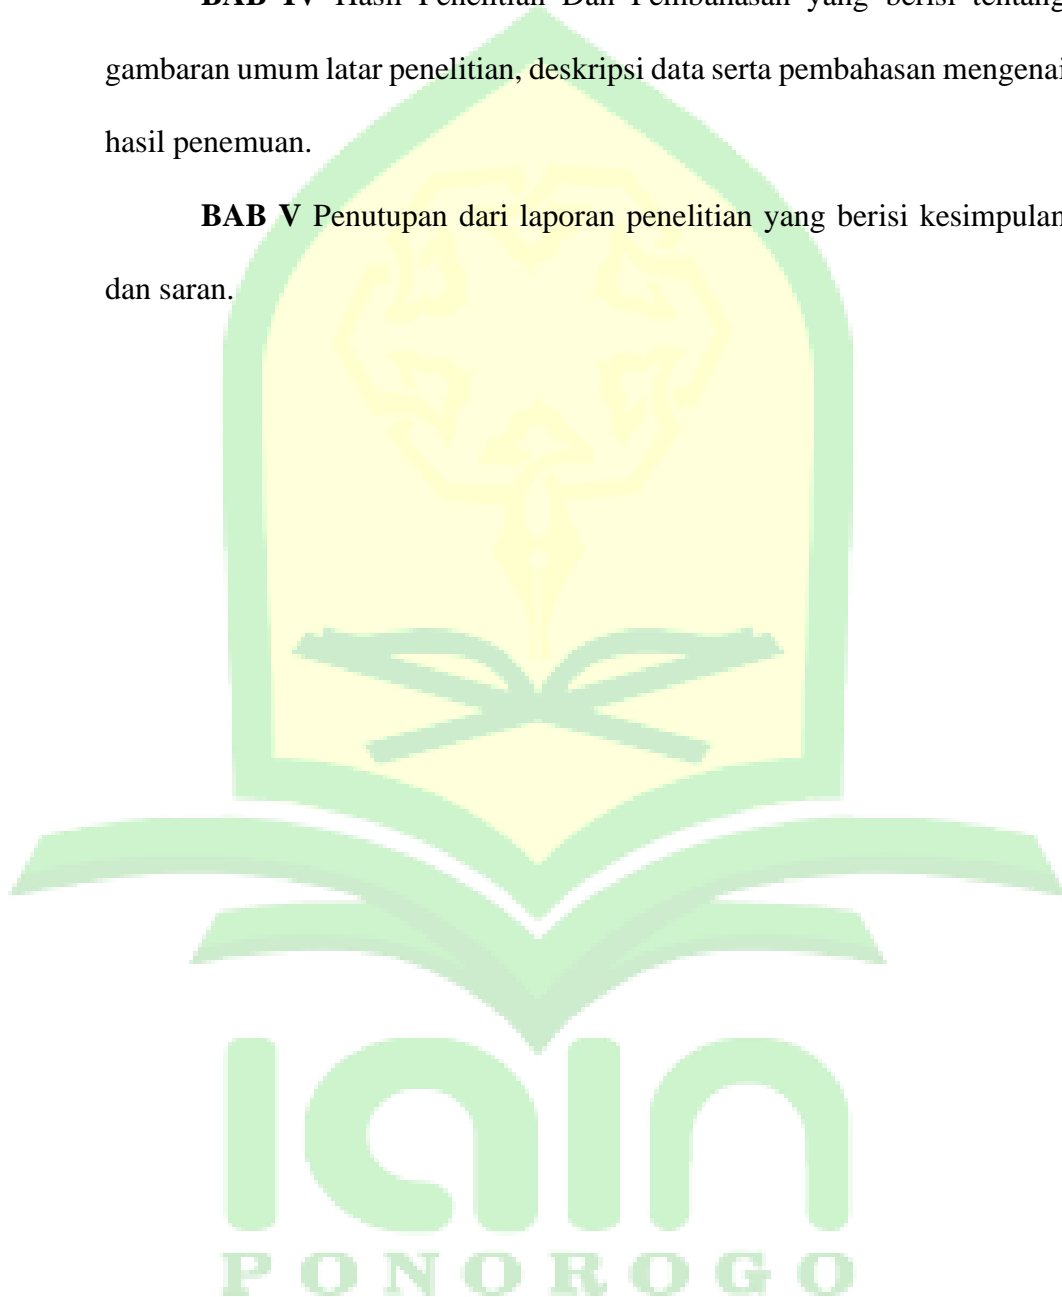 BAB IV Hasil Penelitian Dan Pembahasan yang berisi tentang
gambaran umum latar penelitian, deskripsi data serta pembahasan mengenai
hasil penemuan.
BAB V Penutupan dari laporan penelitian yang berisi kesimpulan
dan saran.
iain
PONOROGO